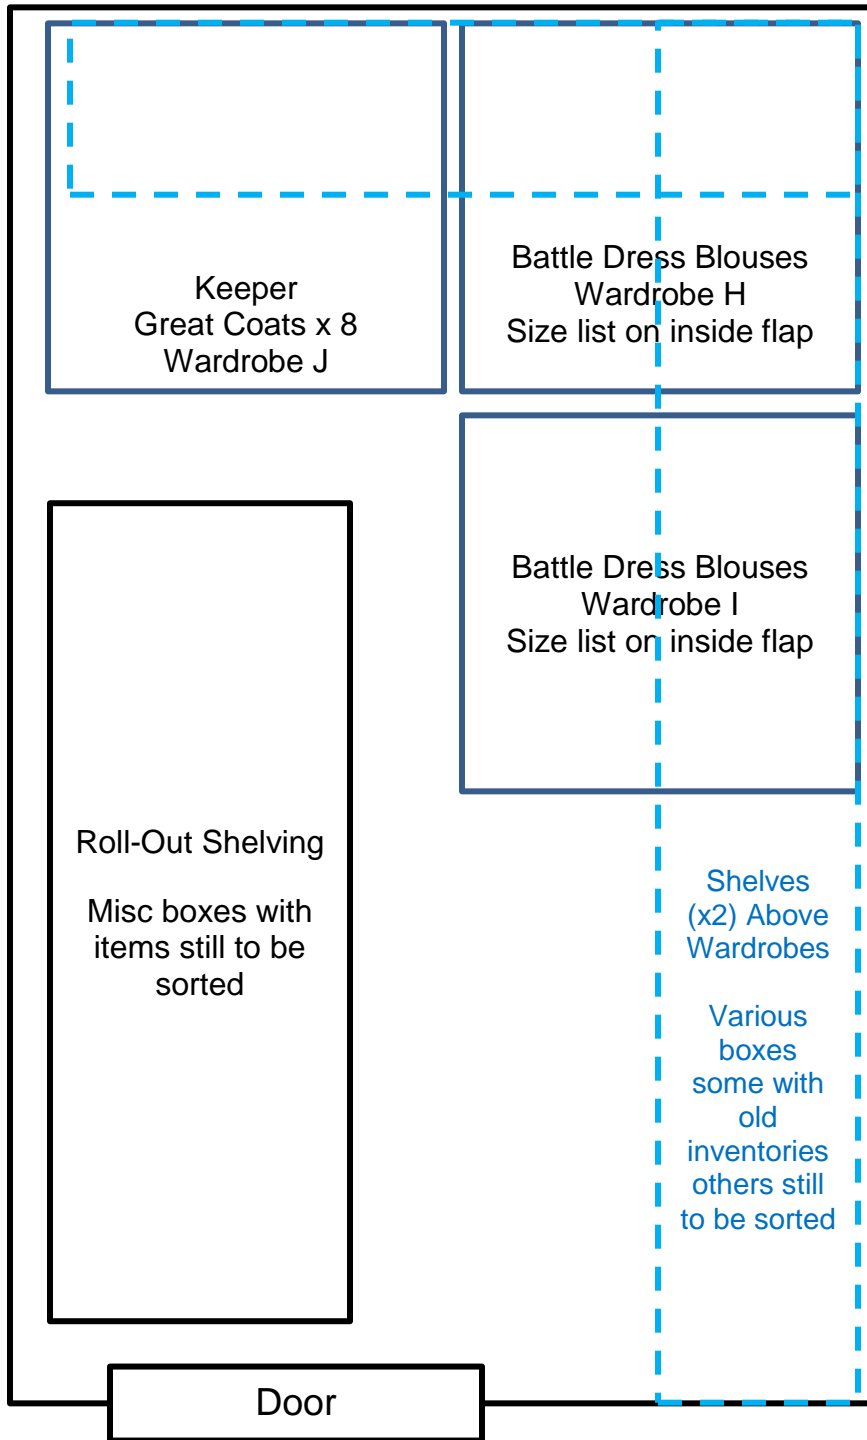 Keeper
Great Coats x 8
Wardrobe J
Battle Dress Blouses
Wardrobe H
Size list on inside flap
Battle Dress Blouses
Wardrobe I
Size list on inside flap
Roll-Out Shelving
Misc boxes with
items still to be
sorted
Shelves
(x2) Above
Wardrobes
Various
boxes
some with
old
inventories
others still
to be sorted
Door